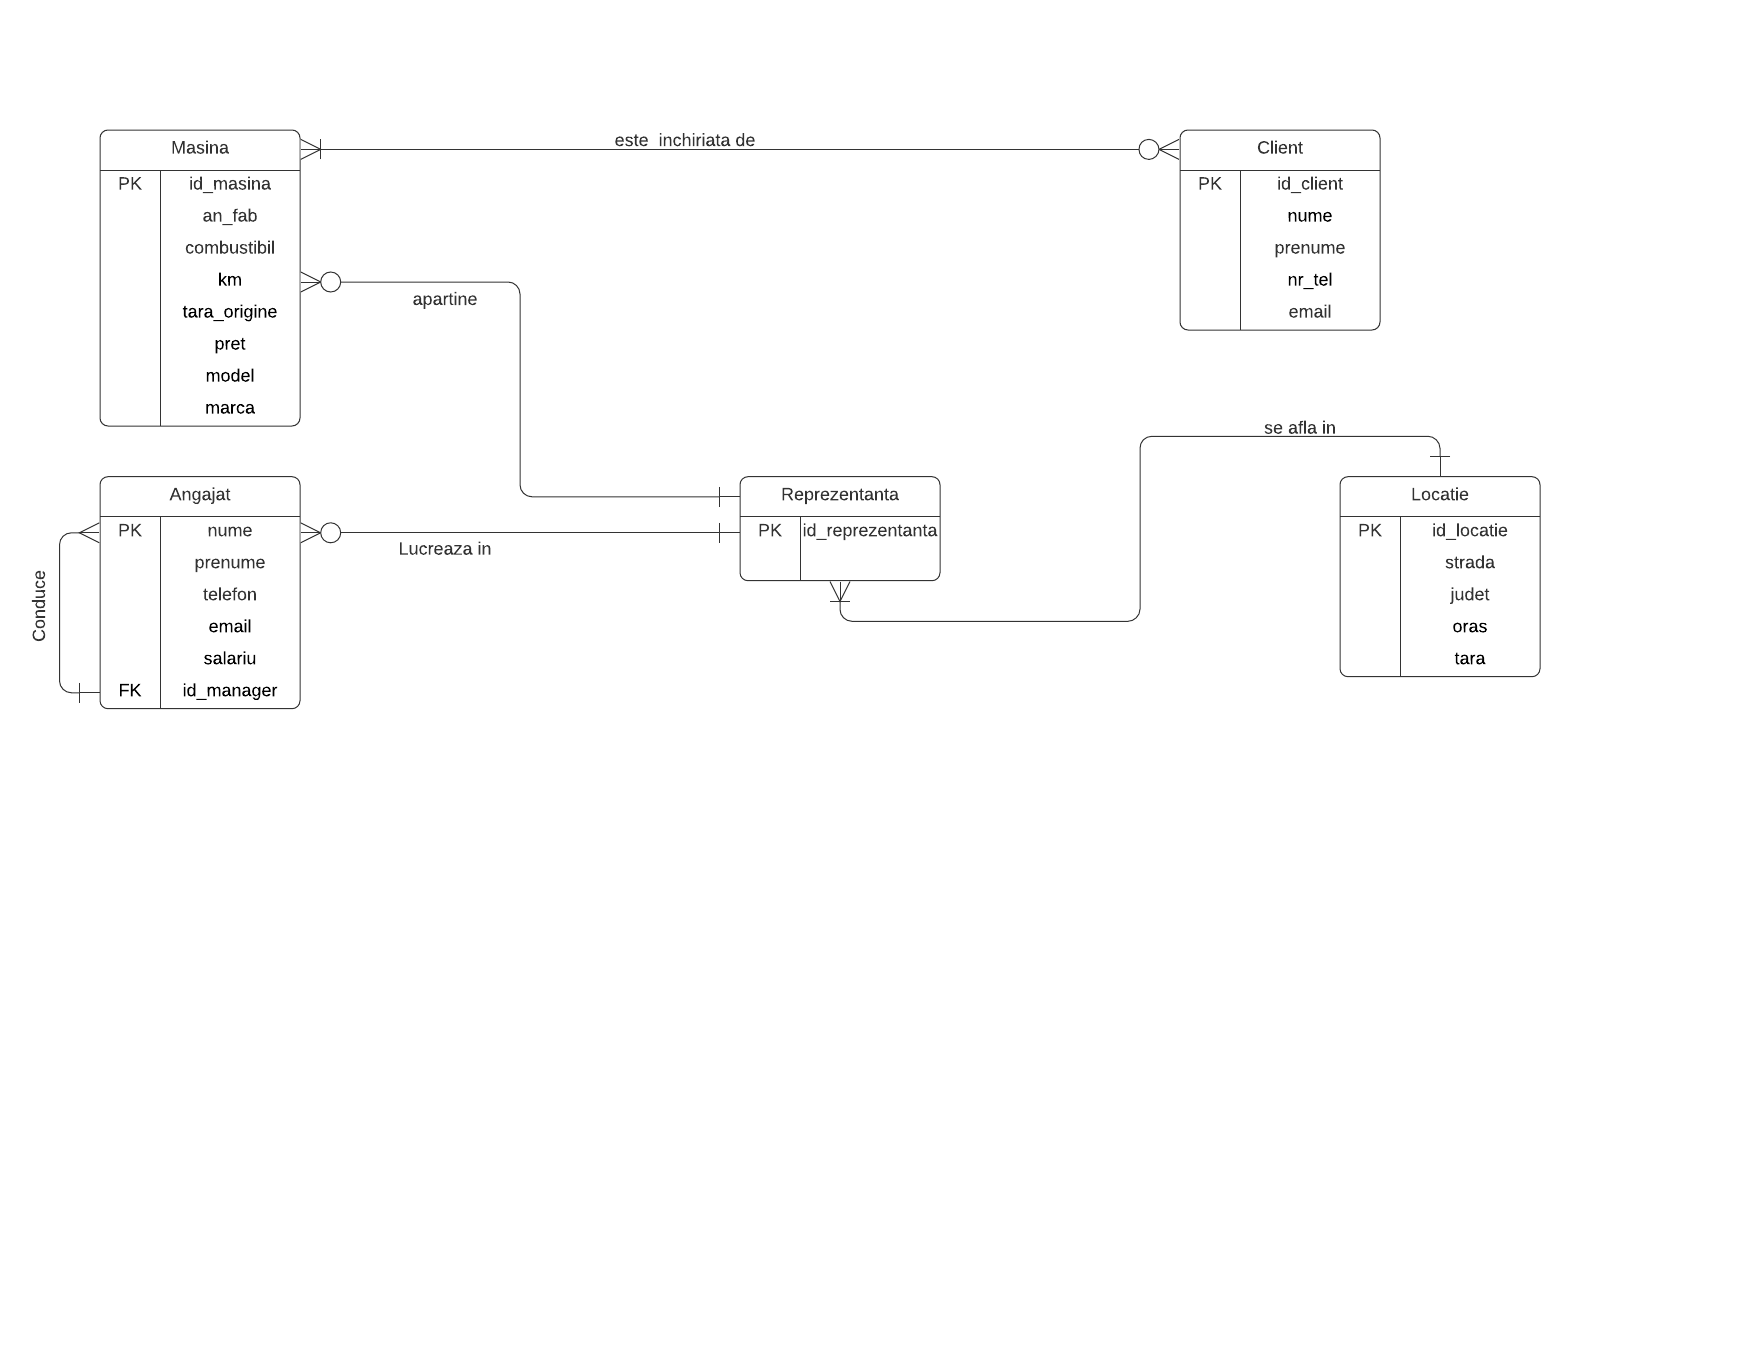 este  inchiriata de
Masina
PK id_masina
an_fab
combustibil
km
tara_origine
pret
model
marca
Client
PK id_client
nume
prenume
nr_tel
email
apartine
se afla in
Angajat
PK nume
prenume
telefon
email
salariu
FK id_manager
Conduce
Lucreaza in
Reprezentanta
PK id_reprezentanta
Locatie
PK id_locatie
strada
judet
oras
tara